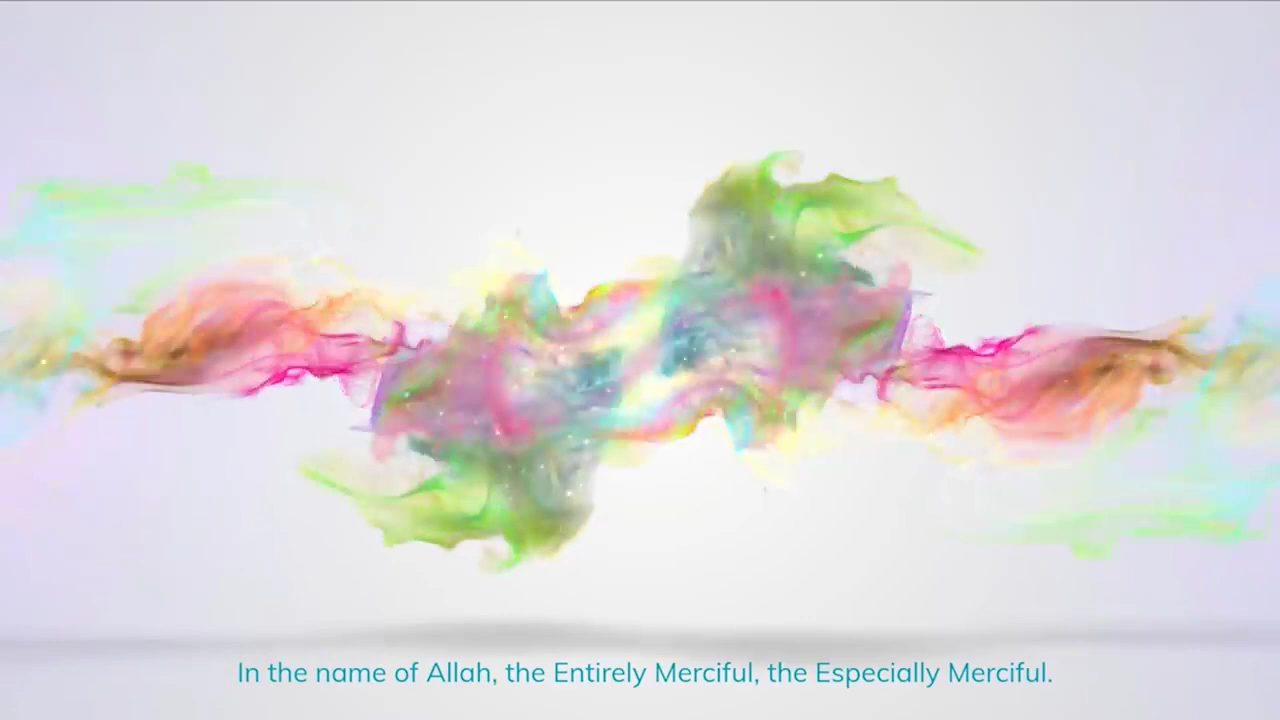 In the name of Allah, the Entirely Merciful, the Especially Merciful.